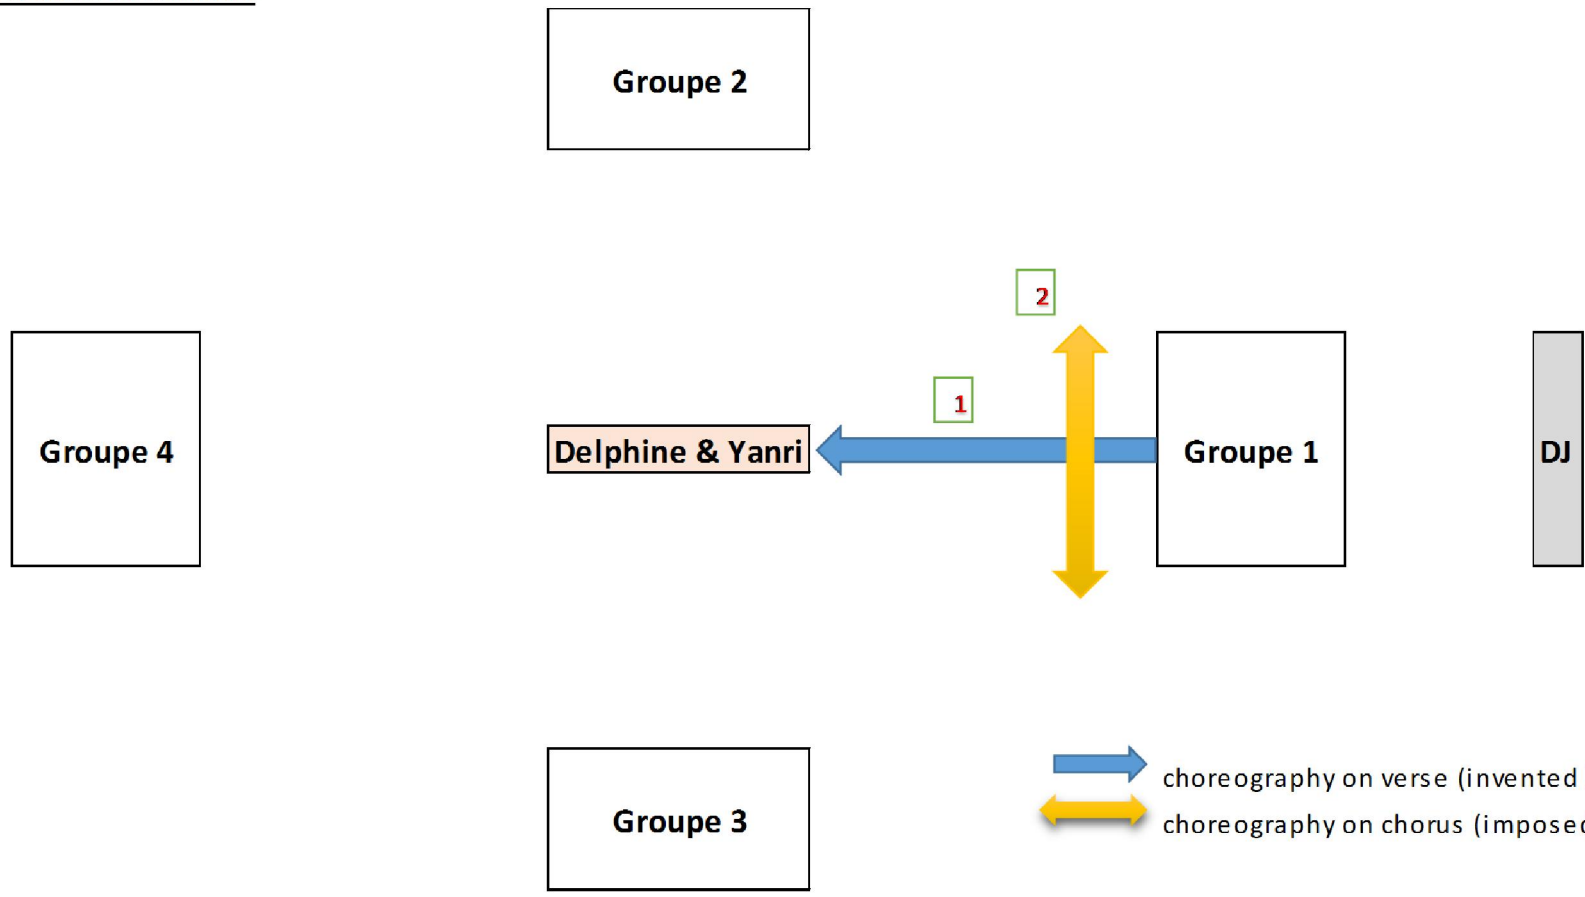 Groupe 2
2
1
Groupe 4
Delphine & Yanri
Groupe 1
DJ
Groupe 3
choreography on verse (invented
choreography on chorus (imposed